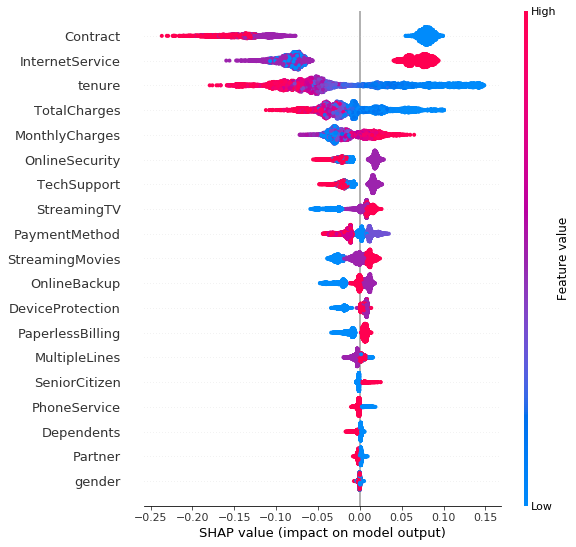 High
Contract
InternetService
tenure
TotalCharges
MonthlyCharges
OnlineSecurity
TechSupport
StreamingTV
PaymentMethod
StreamingMovies
OnlineBackup
DeviceProtection
PaperlessBilling
MultipleLines
SeniorCitizen
PhoneService
Dependents
Partner
gender
Feature value
Low
−0.25 −0.20 −0.15 −0.10 −0.05 0.00 0.05 0.10 0.15
SHAP value (impact on model output)